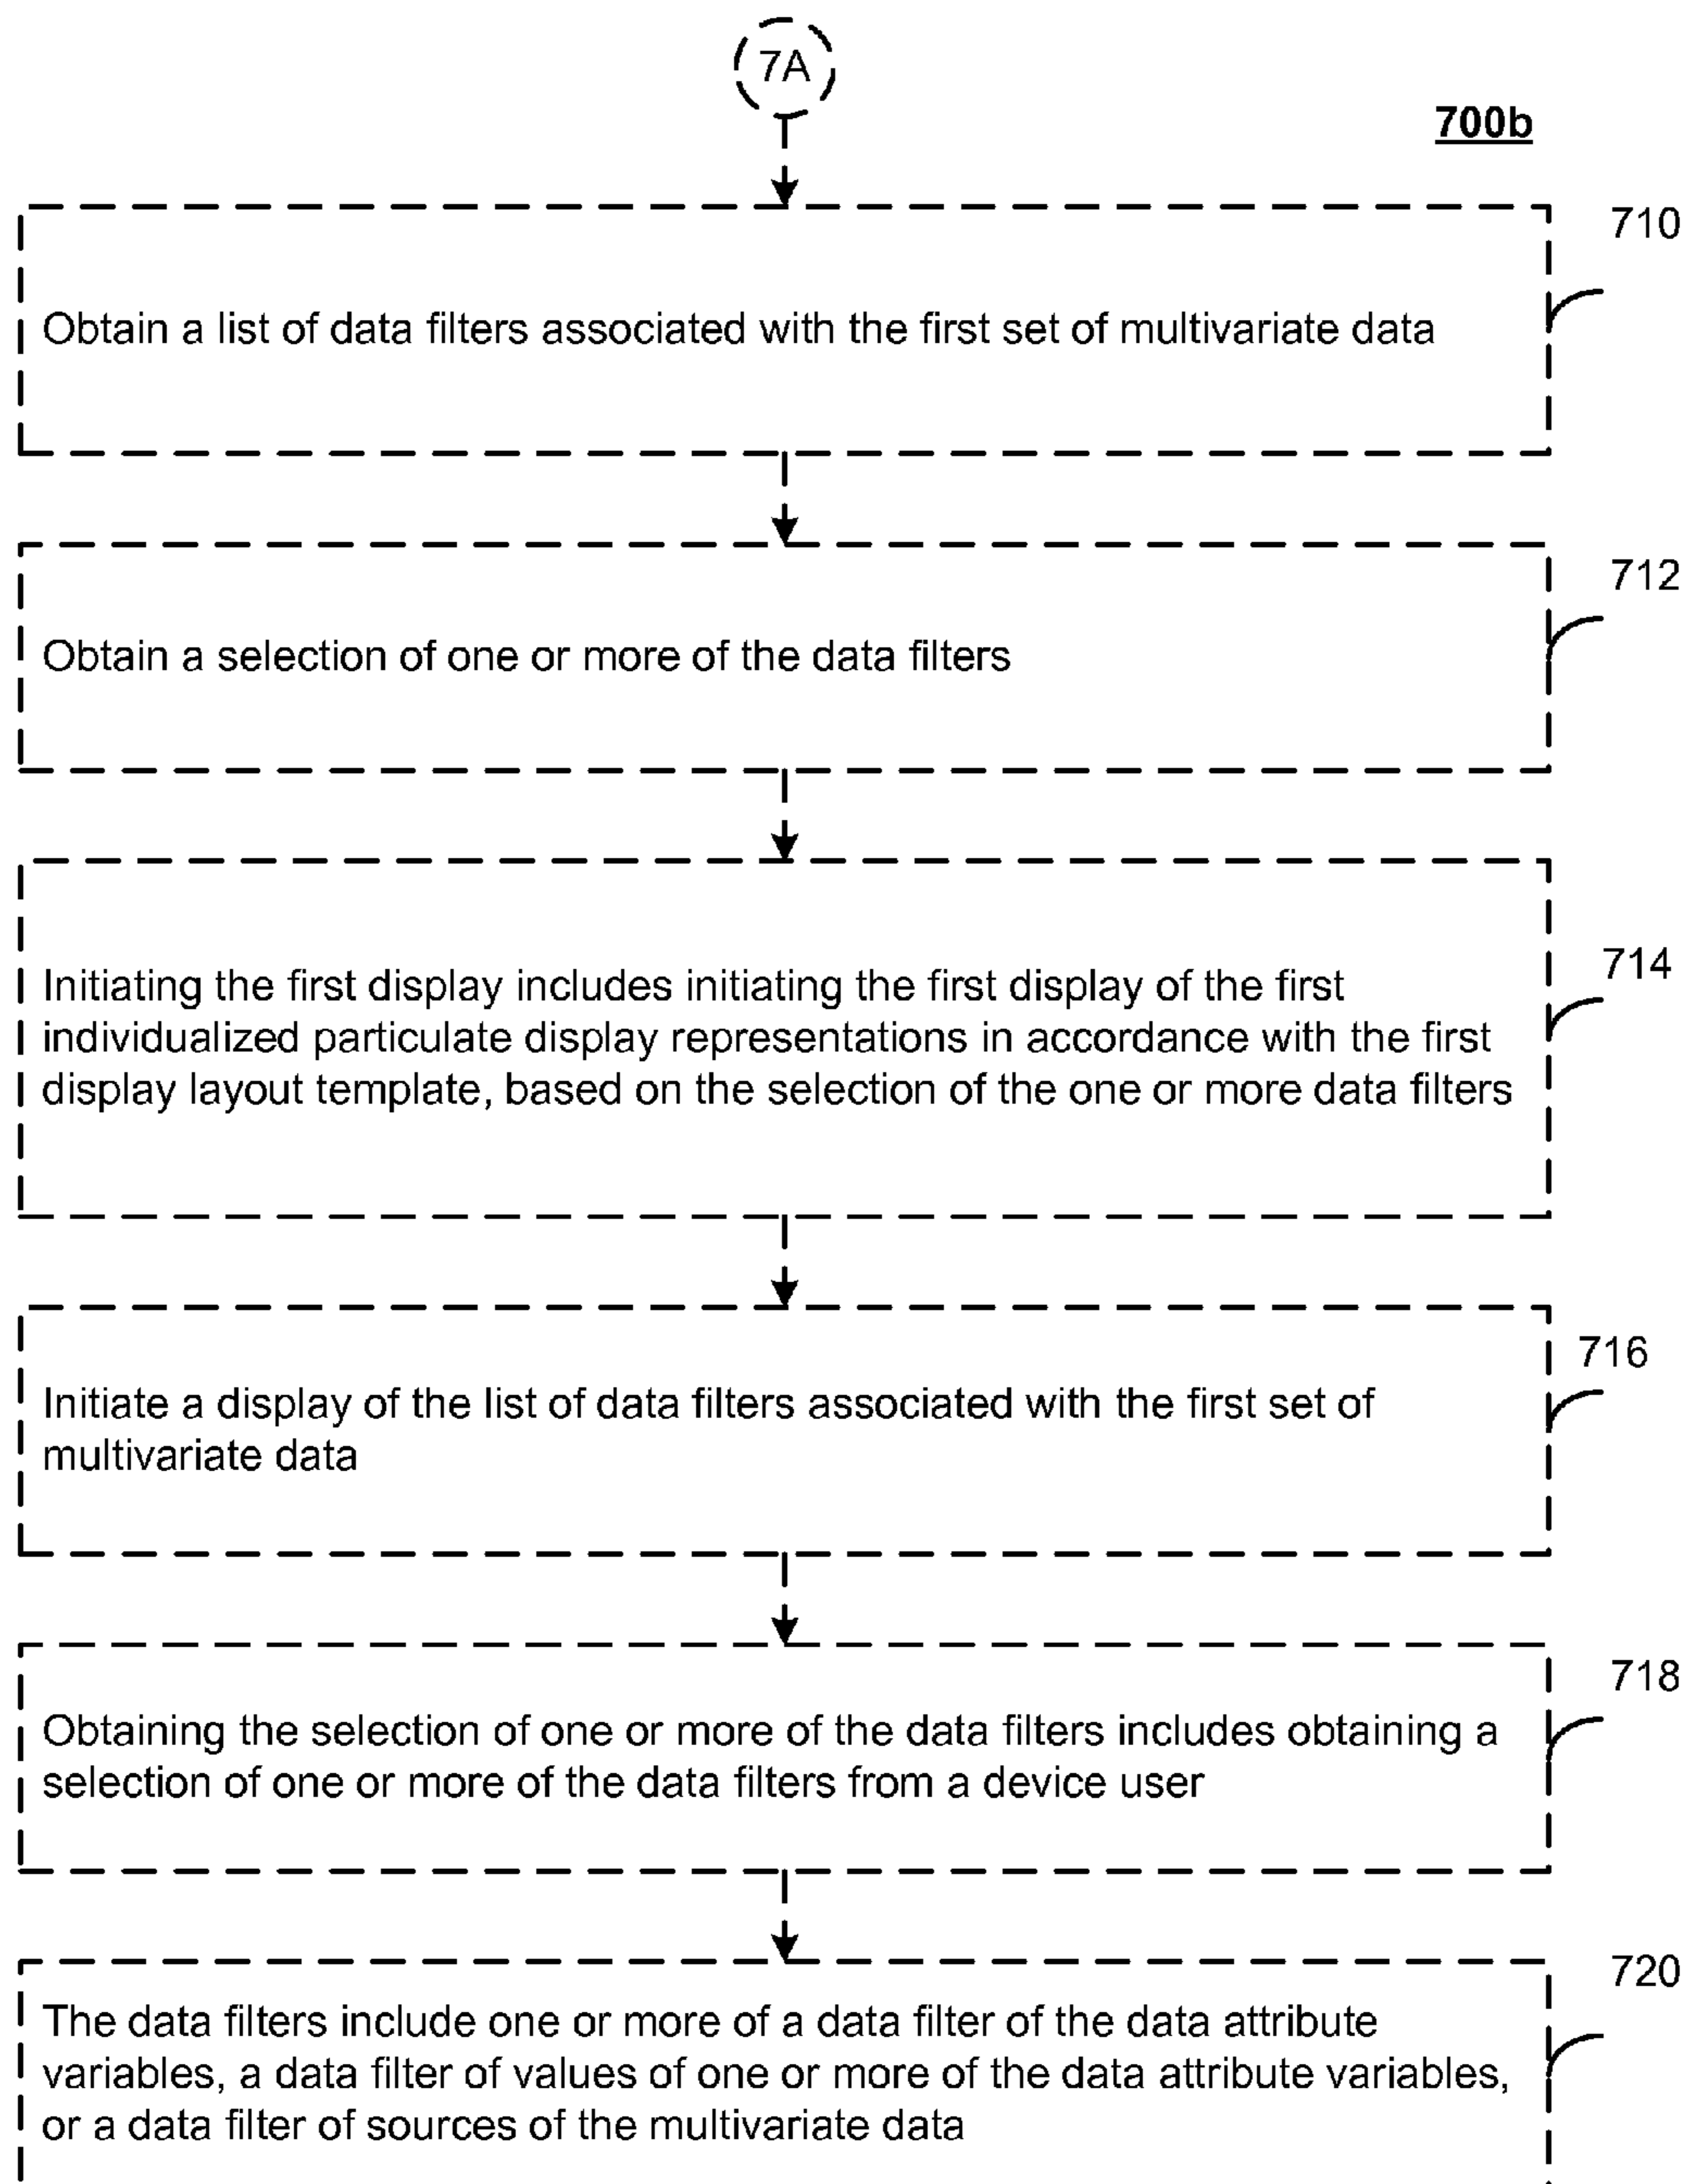 7A
700b
710
Obtain a list of data filters associated with the first set of multivariate data
712
Obtain a selection of one or more of the data filters
714
Initiating the first display includes initiating the first display of the first
individualized particulate display representations in accordance with the first
display layout template, based on the selection of the one or more data filters
716
Initiate a display of the list of data filters associated with the first set of
multivariate data
718
Obtaining the selection of one or more of the data filters includes obtaining a
selection of one or more of the data filters from a device user
720
The data filters include one or more of a data filter of the data attribute
variables, a data filter of values of one or more of the data attribute variables,
or a data filter of sources of the multivariate data